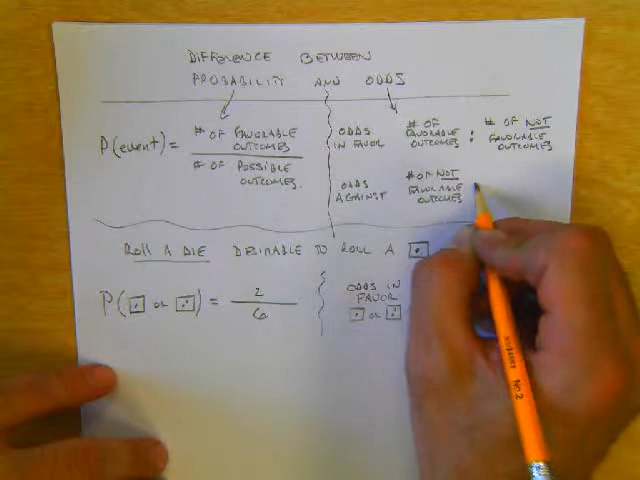 DIFFERENCE BETWEEN
PROBABILITY AND ODDS
P(event) = # OF FAVORABLE OUTCOMES
# OF POSSIBLE OUTCOMES
ODDS IN FAVOR
# OF FAVORABLE OUTCOMES : # OF NOT FAVORABLE OUTCOMES
ODDS AGAINST
# OF NOT FAVORABLE OUTCOMES
ROLL A DIE DESIRABLE TO ROLL A
P( OR ) = 2
6
ODDS IN
FAVOR
OR
No. 2